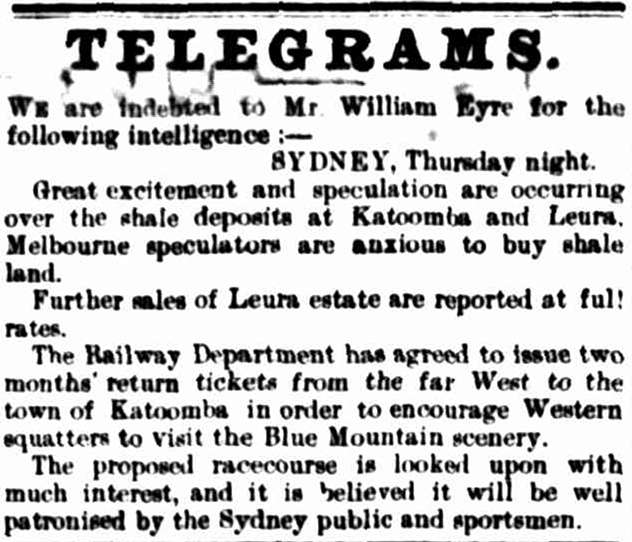 TELEGRAMS.
WE are indebted to Mr. William Eyre for the
following intelligence :—
SYDNEY, Thursday night.
Great excitement and speculation are occurring
over the shale deposits at Katoomba and Leura.
Melbourne speculators are anxious to buy shale
land.
Further sales of Leura estate are reported at full
rates.
The Railway Department has agreed to issue two
months' return tickets from the far West to the
town of Katoomba in order to encourage Western
squatters to visit the Blue Mountain scenery.
The proposed racecourse is looked upon with
much interest, and it is believed it will be well
patronised by the Sydney public and sportsmen.